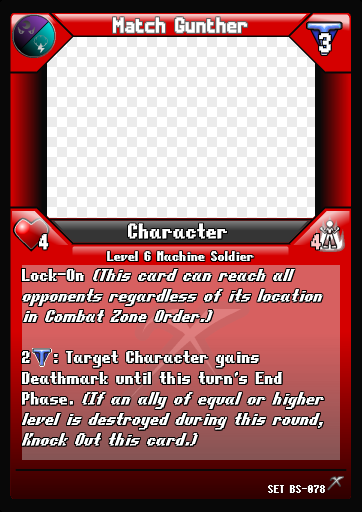 Match Gunther
3
Character
4
4
Level 6 Machine Soldier
Lock-On (This card can reach all
opponents regardless of its location
in Combat Zone Order.)
2 : Target Character gains
Deathmark until this turn's End
Phase. (If an ally of equal or higher
level is destroyed during this round,
Knock Out this card.)
SET BS-078